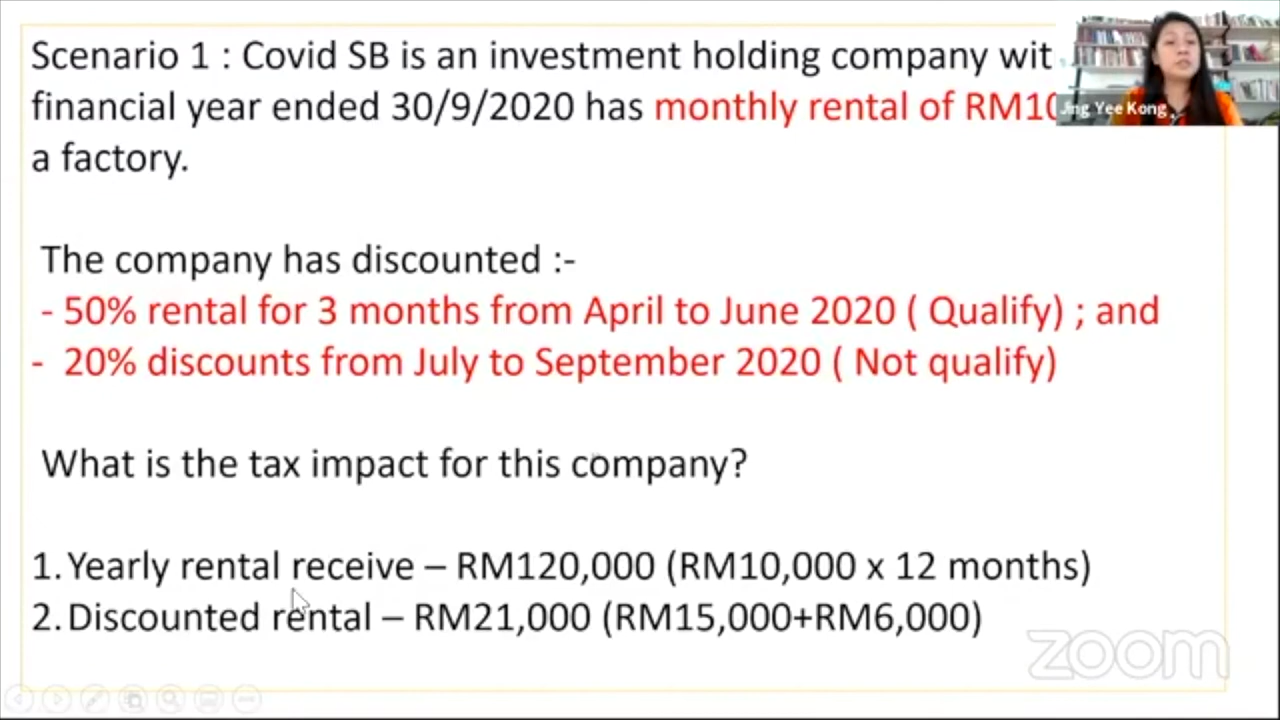 Scenario 1 : Covid SB is an investment holding company wit
financial year ended 30/9/2020 has monthly rental of RM10
Jing Yee Kong
a factory.
The company has discounted :-
- 50% rental for 3 months from April to June 2020 ( Qualify) ; and
- 20% discounts from July to September 2020 ( Not qualify)
What is the tax impact for this company?
1. Yearly rental receive – RM120,000 (RM10,000 x 12 months)
2. Discounted rental – RM21,000 (RM15,000+RM6,000)
zoom